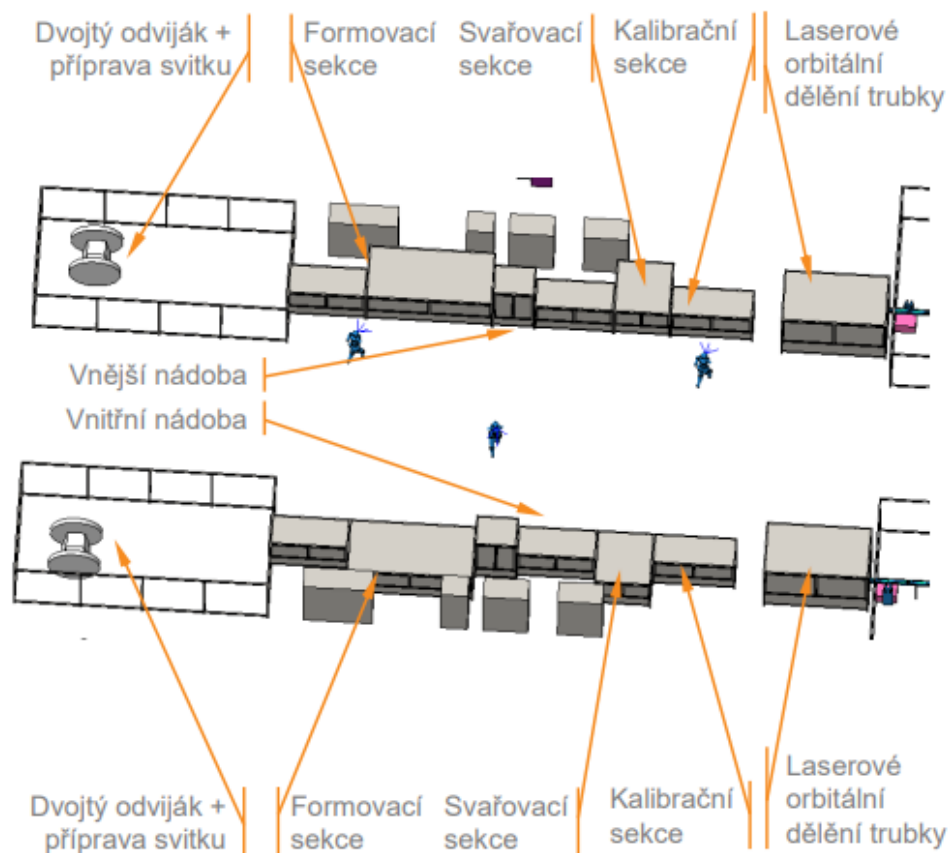 Dvojtý odviják +
příprava svitku
Formovací
sekce
Svařovací
sekce
Kalibrační
sekce
Laserové
orbitální
dělění trubky
Vnější nádoba
Vnitřní nádoba
Dvojtý odviják +
příprava svitku
Formovací
sekce
Svařovací
sekce
Kalibrační
sekce
Laserové
orbitální
dělění trubky